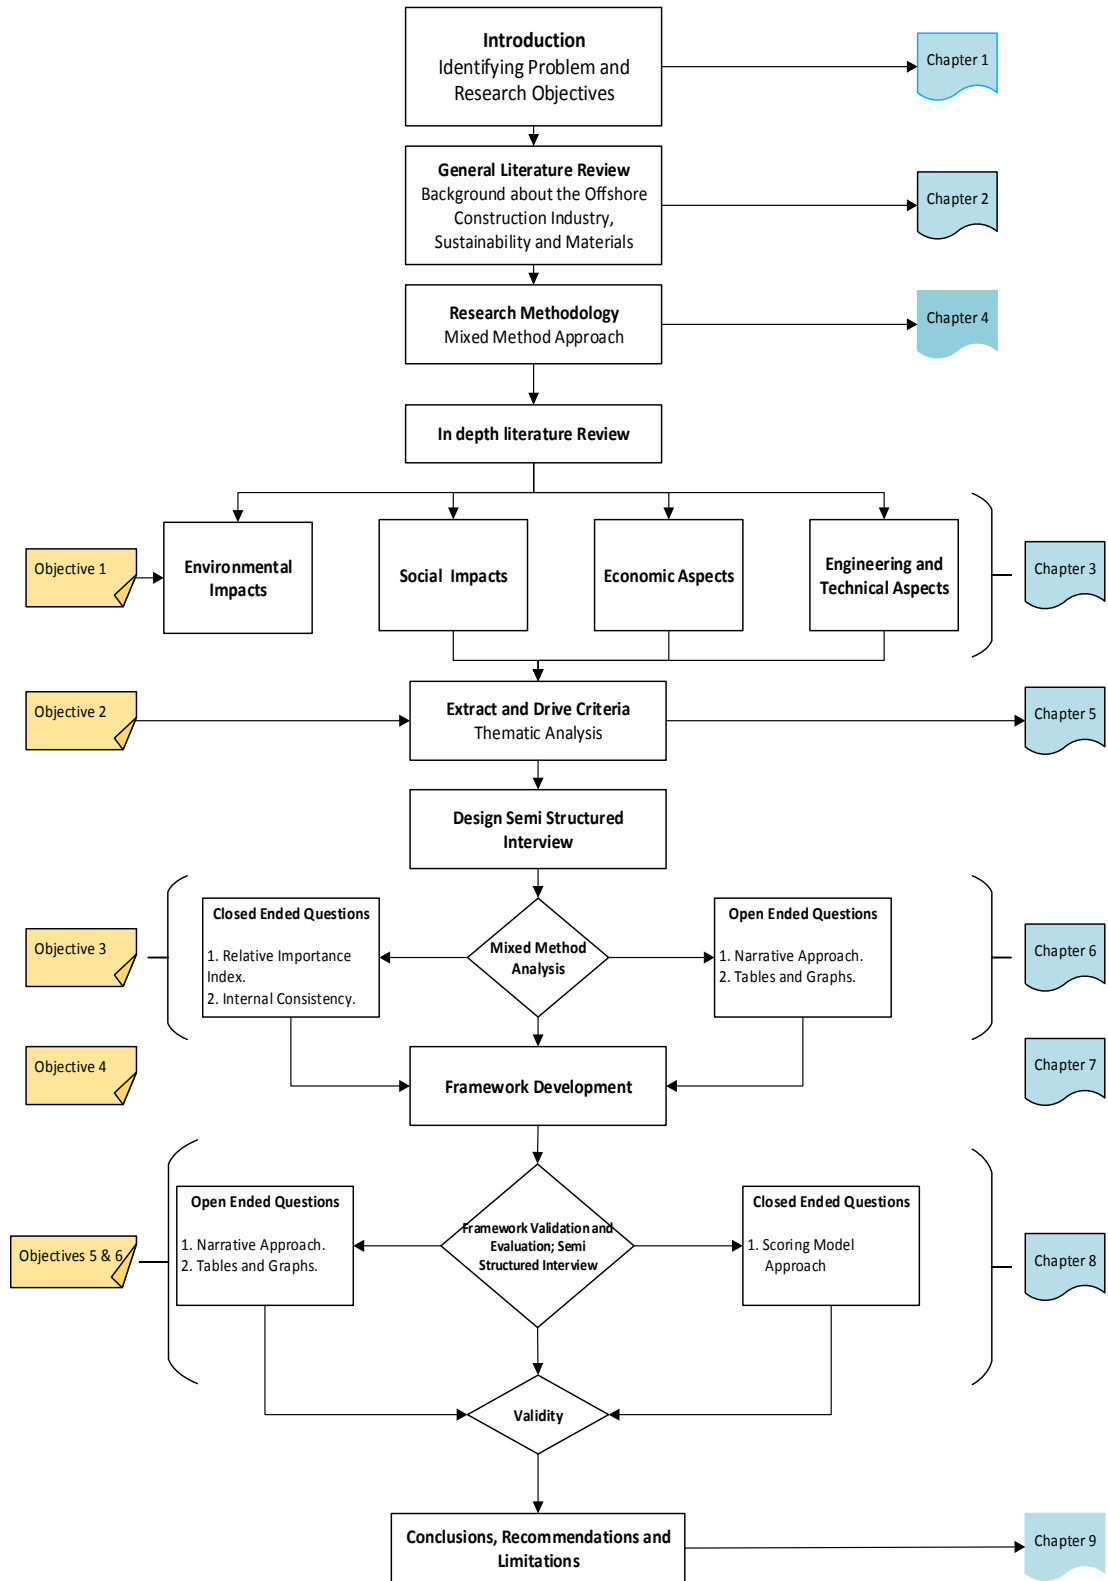 Introduction
Identifying Problem and
Research Objectives
Chapter 1
General Literature Review
Background about the Offshore
Construction Industry,
Sustainability and Materials
Chapter 2
Research Methodology
Mixed Method Approach
Chapter 4
In depth literature Review
Objective 1
Environmental
Impacts
Social Impacts
Economic Aspects
Engineering and
Technical Aspects
Chapter 3
Objective 2
Extract and Drive Criteria
Thematic Analysis
Chapter 5
Design Semi Structured
Interview
Objective 3
Closed Ended Questions
1. Relative Importance
Index.
2. Internal Consistency.
Mixed Method
Analysis
Open Ended Questions
1. Narrative Approach.
2. Tables and Graphs.
Chapter 6
Objective 4
Framework Development
Chapter 7
Objectives 5 & 6
Open Ended Questions
1. Narrative Approach.
2. Tables and Graphs.
Framework Validation and
Evaluation; Semi
Structured Interview
Closed Ended Questions
1. Scoring Model
Approach
Chapter 8
Validity
Conclusions, Recommendations and
Limitations
Chapter 9